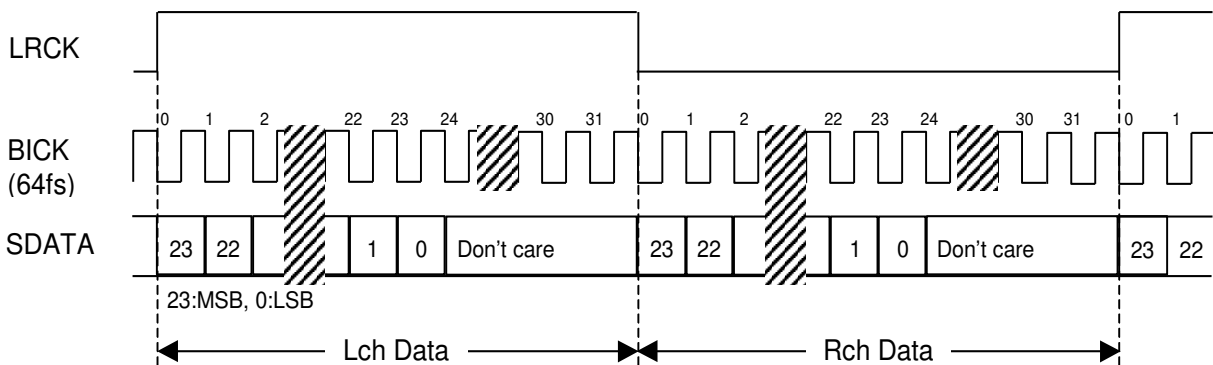 LRCK
0 1 2 22 23 24 30 31 0 1 2 22 23 24 30 31 0 1
BICK
(64fs)
SDATA 23 22 1 0 Don't care 23 22 1 0 Don't care 23 22
23:MSB, 0:LSB
Lch Data Rch Data